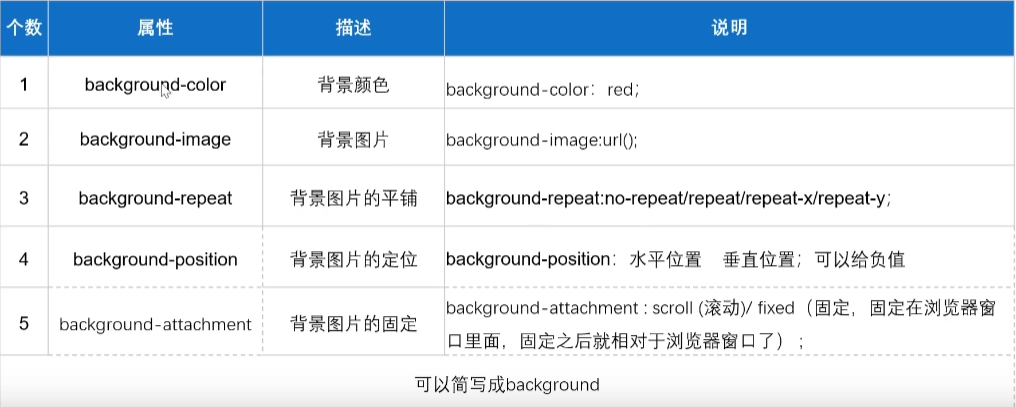 个数 属性 描述 说明
1 background-color 背景颜色 background-color：red；
2 background-image 背景图片 background-image:url();
3 background-repeat 背景图片的平铺 background-repeat:no-repeat/repeat/repeat-x/repeat-y；
4 background-position 背景图片的定位 background-position：水平位置 垂直位置；可以给负值
5 background-attachment 背景图片的固定 background-attachment : scroll (滚动)/ fixed（固定，固定在浏览器窗
口里面，固定之后就相对于浏览器窗口了）；
可以简写成background